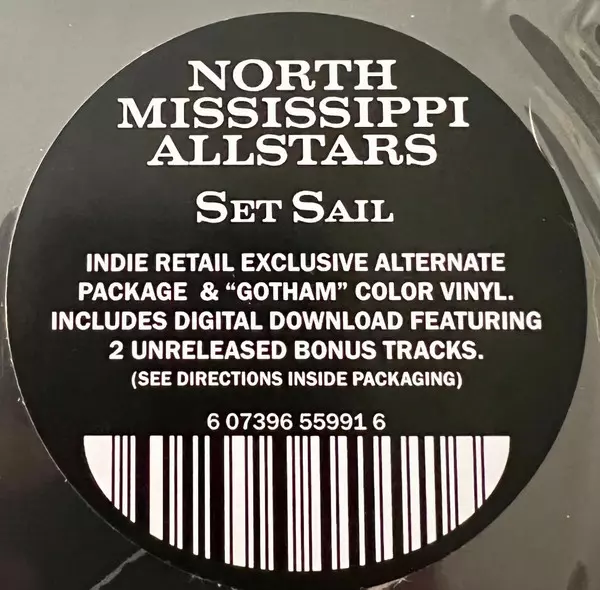 NORTH
MISSISSIPPI
ALLSTARS
SET SAIL
INDIE RETAIL EXCLUSIVE ALTERNATE
PACKAGE & “GOTHAM” COLOR VINYL.
INCLUDES DIGITAL DOWNLOAD FEATURING
2 UNRELEASED BONUS TRACKS.
(SEE DIRECTIONS INSIDE PACKAGING)
6 07396 55991 6